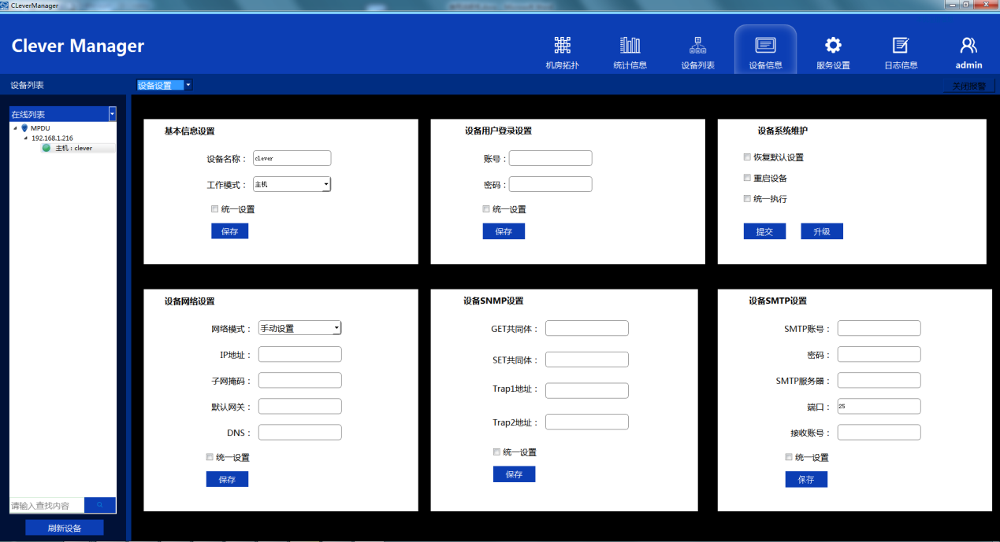 CLeverManager
Clever Manager
机房拓扑
统计信息
设备列表
设备信息
服务设置
日志信息
admin
设备列表
设备设置
关闭报警
在线列表
MPDU
192.168.1.216
主机：clever
请输入查找内容
刷新设备
基本信息设置
设备名称： clever
工作模式： 主机
统一设置
保存
设备用户登录设置
账号：
密码：
统一设置
保存
设备系统维护
恢复默认设置
重启设备
统一执行
提交 升级
设备网络设置
网络模式： 手动设置
IP地址：
子网掩码：
默认网关：
DNS：
统一设置
保存
设备SNMP设置
GET共同体：
SET共同体：
Trap1地址：
Trap2地址：
统一设置
保存
设备SMTP设置
SMTP账号：
密码：
SMTP服务器：
端口： 25
接收账号：
统一设置
保存